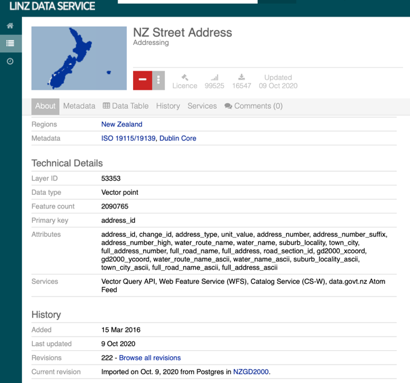 LINZ DATA SERVICE
NZ Street Address
Addressing
Licence 99525 16547 Updated
09 Oct 2020
About Metadata Data Table History Services Comments (0)
Regions New Zealand
Metadata ISO 19115/19139, Dublin Core
Technical Details
Layer ID 53353
Data type Vector point
Feature count 2090765
Primary key address_id
Attributes address_id, change_id, address_type, unit_value, address_number, address_number_suffix,
address_number_high, water_route_name, water_name, suburb_locality, town_city,
full_address_number, full_road_name, full_address, road_section_id, gd2000_xcoord,
gd2000_ycoord, water_route_name_ascii, water_name_ascii, suburb_locality_ascii,
town_city_ascii, full_road_name_ascii, full_address_ascii
Services Vector Query API, Web Feature Service (WFS), Catalog Service (CS-W), data.govt.nz Atom
Feed
History
Added 15 Mar 2016
Last updated 9 Oct 2020
Revisions 222 - Browse all revisions
Current revision Imported on Oct. 9, 2020 from Postgres in NZGD2000.